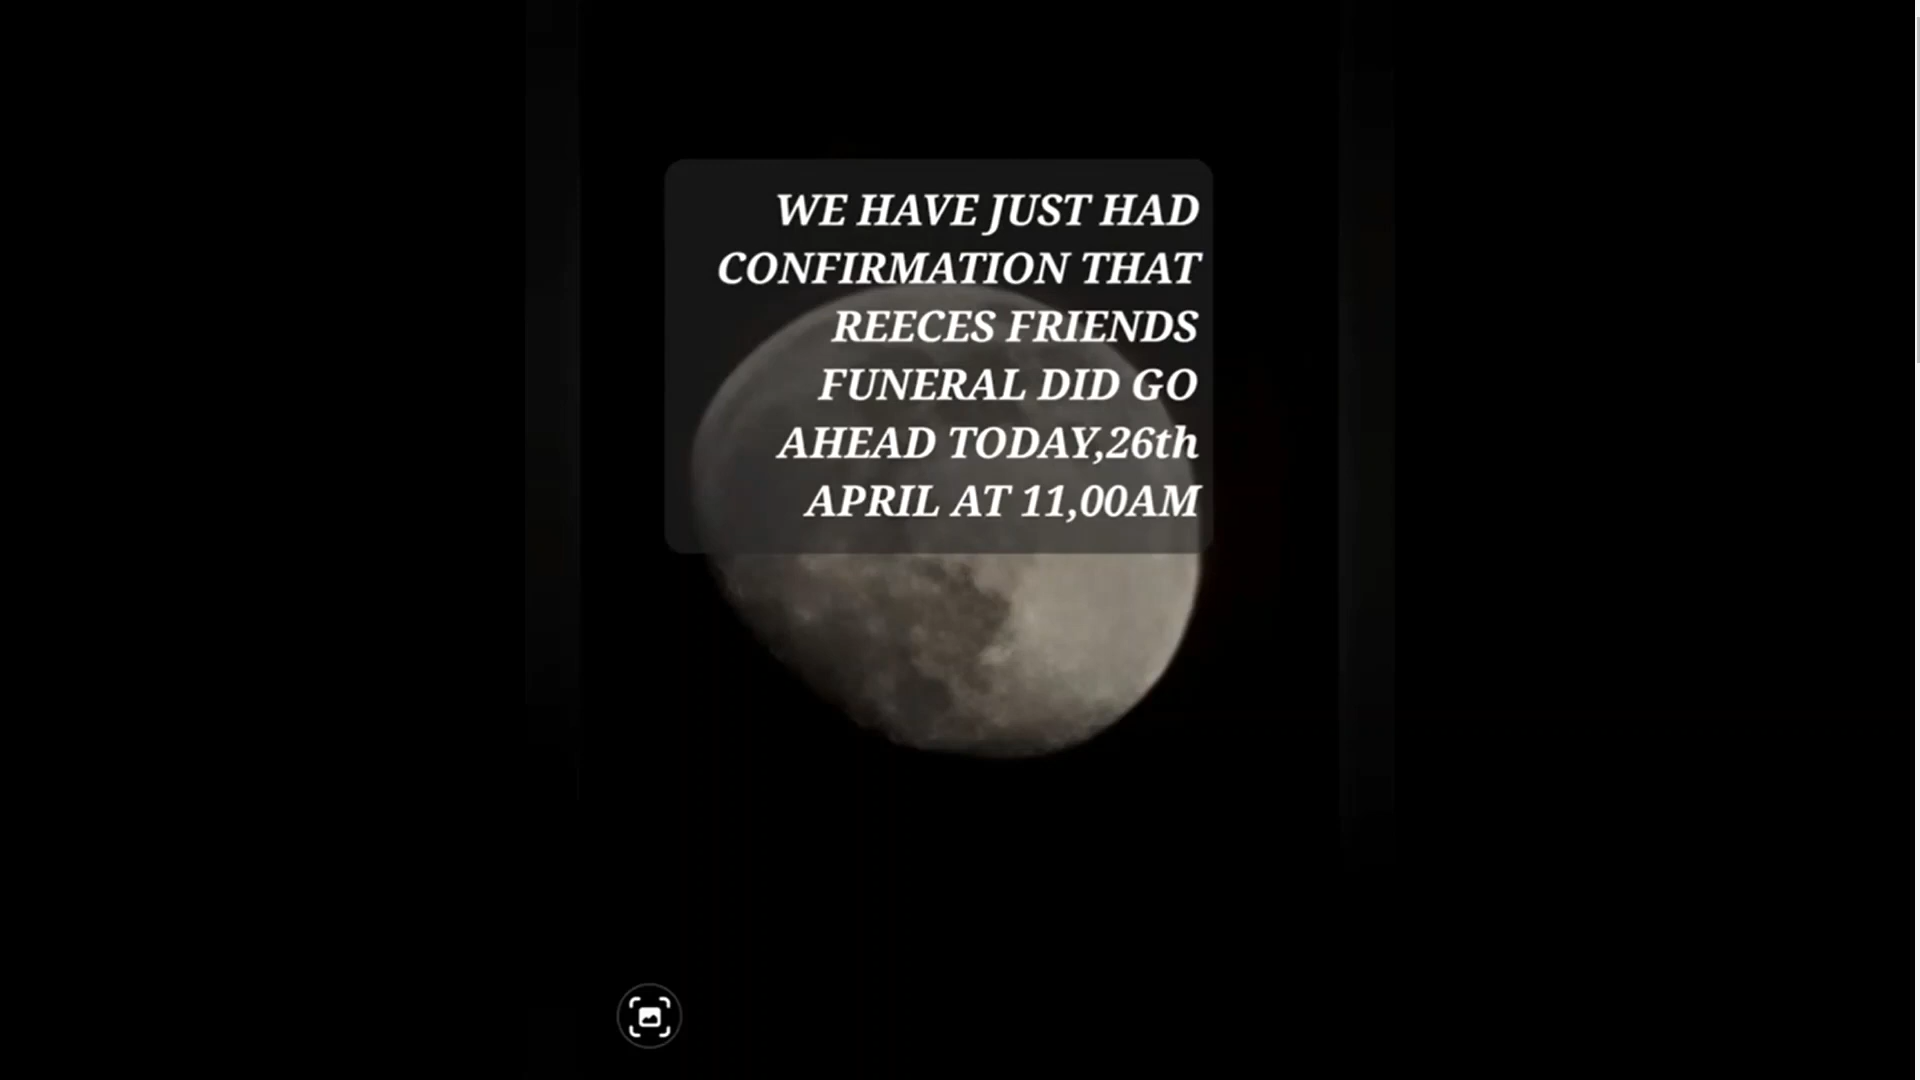 WE HAVE JUST HAD
CONFIRMATION THAT
REECES FRIENDS
FUNERAL DID GO
AHEAD TODAY,26th
APRIL AT 11,00AM